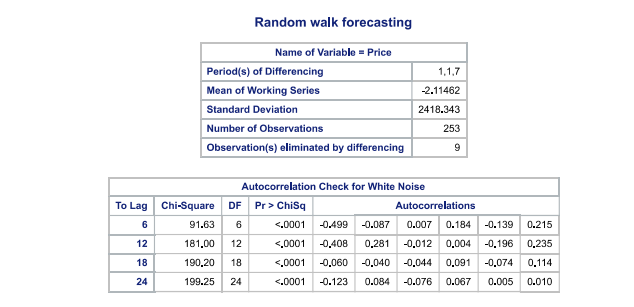 Random walk forecasting
Name of Variable = Price
Period(s) of Differencing 1,1,7
Mean of Working Series -2.11462
Standard Deviation 2418.343
Number of Observations 253
Observation(s) eliminated by differencing 9
Autocorrelation Check for White Noise
To Lag Chi-Square DF Pr > ChiSq Autocorrelations
6 91.63 6 <.0001 -0.499 -0.087 0.007 0.184 -0.139 0.215
12 181.00 12 <.0001 -0.408 0.281 -0.012 0.004 -0.196 0.235
18 190.20 18 <.0001 -0.060 -0.040 -0.044 0.091 -0.074 0.114
24 199.25 24 <.0001 -0.123 0.084 -0.076 0.067 0.005 0.010